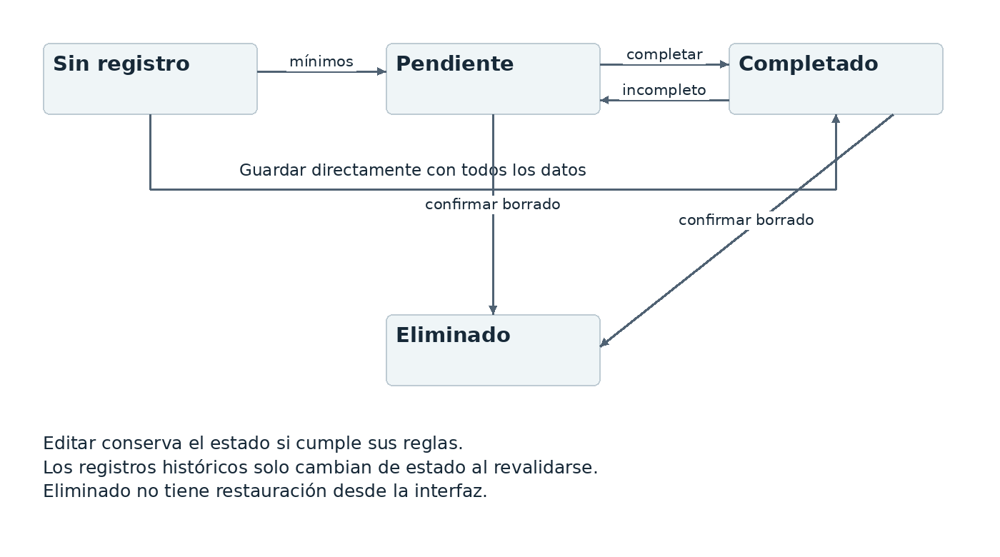 Sin registro
mínimos
Pendiente
completar
incompleto
Completado
Guardar directamente con todos los datos
confirmar borrado
confirmar borrado
Eliminado
Editar conserva el estado si cumple sus reglas.
Los registros históricos solo cambian de estado al revalidarse.
Eliminado no tiene restauración desde la interfaz.